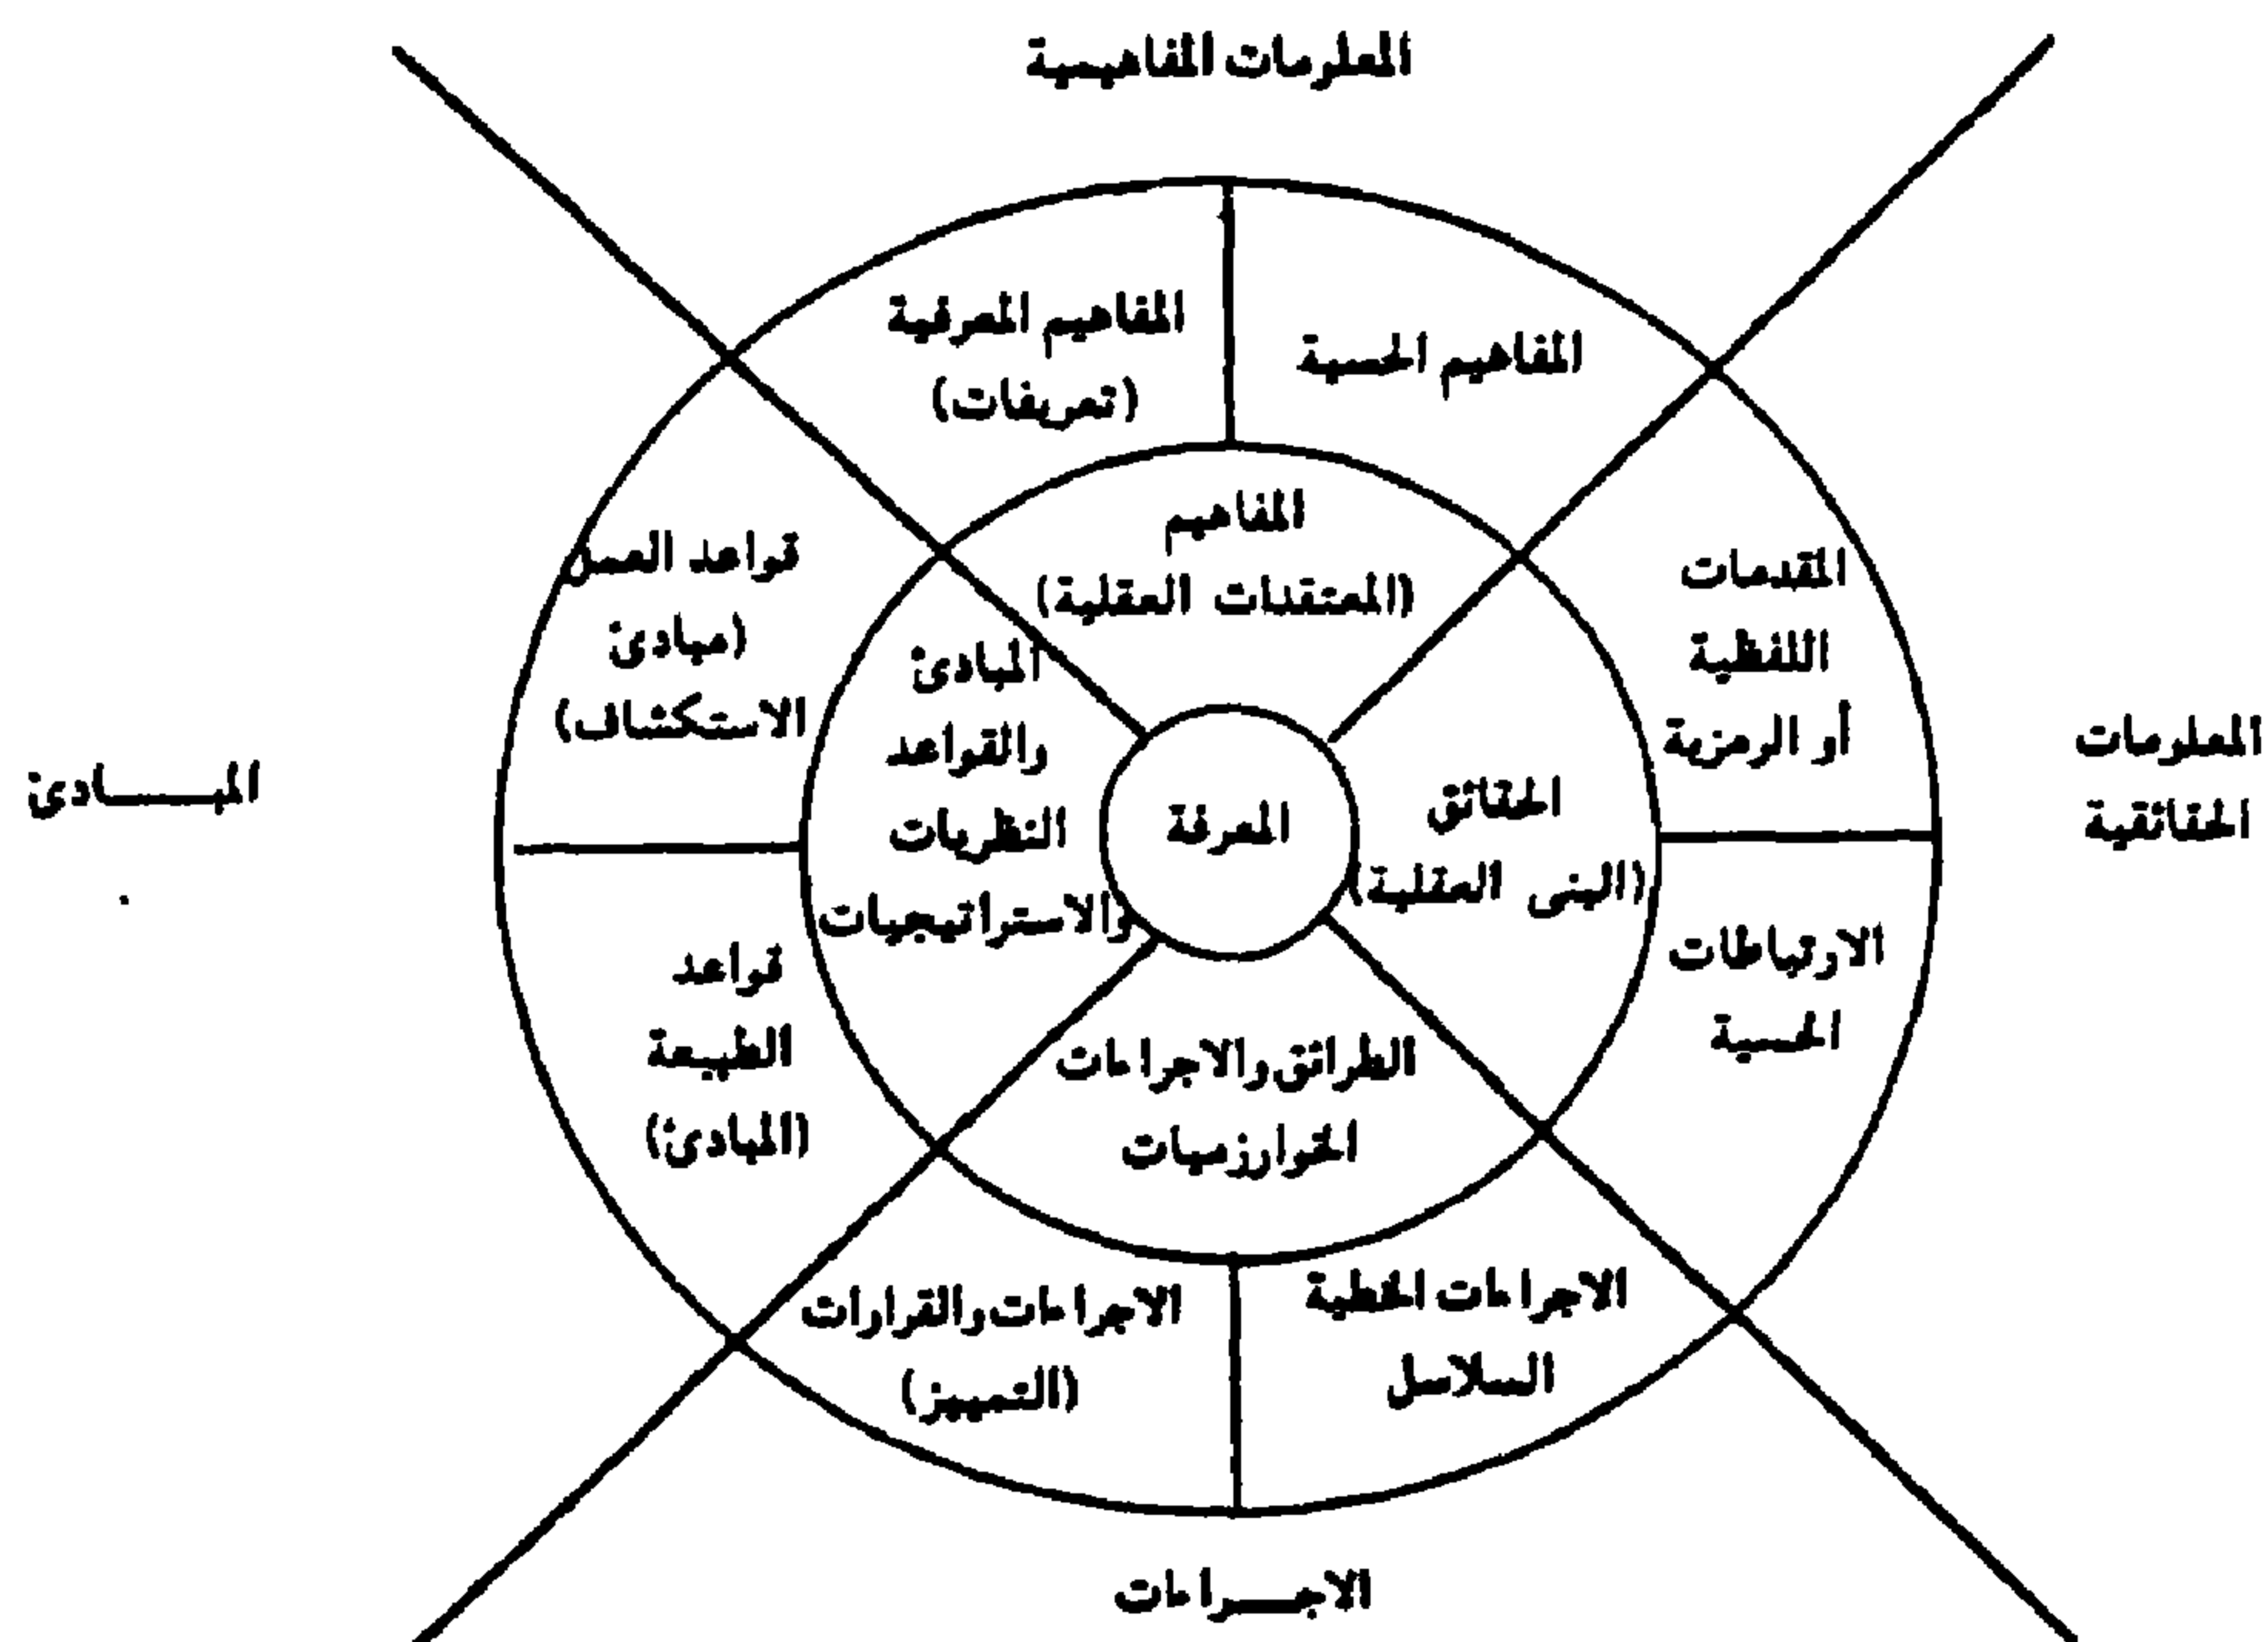 المعلومات المفاهيمية
المفاهيم المعرفية
(تعريفات)
المفاهيم الحسية
المفاهيم
(المعتقدات العقلية)
المقدمات
اللفظية
أو الرمزية
المعلومات
الحقائقية
الحقائق
(البنى العقلية)
الارتباطات
الحسية
المعرفة
قواعد العمل
(مبادئ
الاستكشاف)
المبادئ
والقواعد
النظريات
والاستراتيجيات
المبـــــادئ
قواعد
الطبيعة
(المبادئ)
الطرائق والاجراءات
الخوارزميات
الاجراءات الخطية
السلاسل
الاجراءات والقرارات
(التمييز)
الاجـــراءات